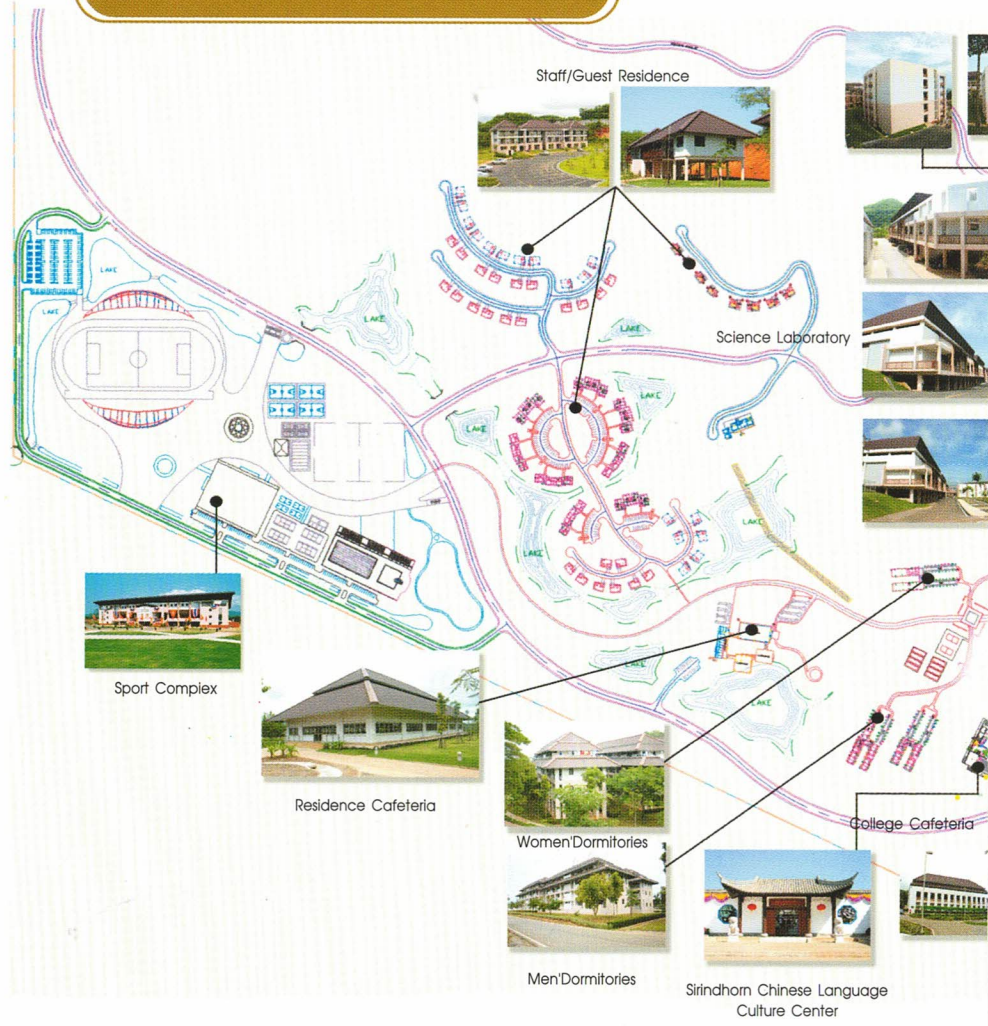 Staff/Guest Residence
LAKE
LAKE
LAKE
LAKE
Science Laboratory
LAKE
LAKE
LAKE
LAKE
Sport Compiex
LAKE
LAKE
Residence Cafeteria
College Cafeteria
Women'Dormitories
Men'Dormitories
Sirindhorn Chinese Language
Culture Center